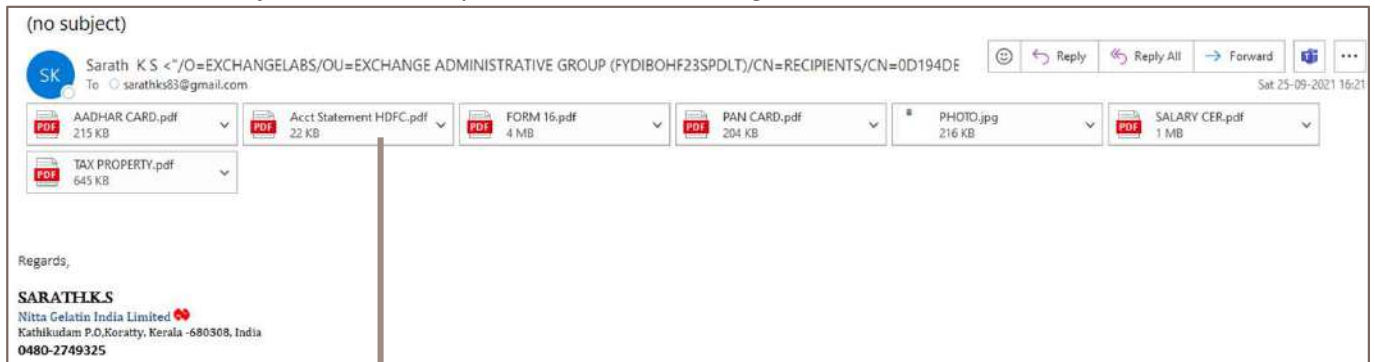 (no subject)
SK
Sarath K S <"/O=EXCHANGELABS/OU=EXCHANGE ADMINISTRATIVE GROUP (FYDIBOHF23SPDLT)/CN=RECIPIENTS/CN=0D194DE
Reply
Reply All
Forward
To sarathks83@gmail.com
Sat 25-09-2021 16:21
AADHAR CARD.pdf
215 KB
Acct Statement HDFC.pdf
22 KB
FORM 16.pdf
4 MB
PAN CARD.pdf
204 KB
PHOTO.jpg
216 KB
SALARY CER.pdf
1 MB
TAX PROPERTY.pdf
645 KB
Regards,
SARATH.K.S
Nitta Gelatin India Limited
Kathikudam P.O,Koratty, Kerala -680308, India
0480-2749325